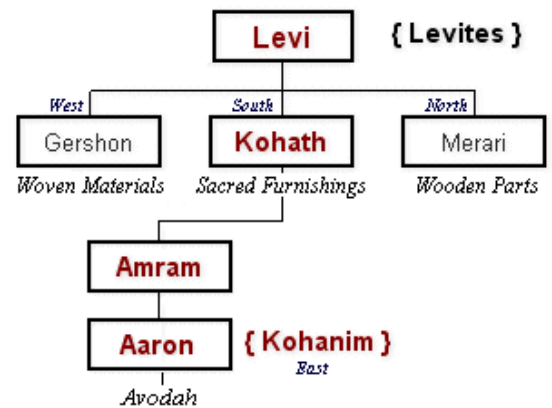 Levi { Levites }
West South North
Gershon Kohath Merari
Woven Materials Sacred Furnishings Wooden Parts
Amram
Aaron { Kohanim }
East
Avodah